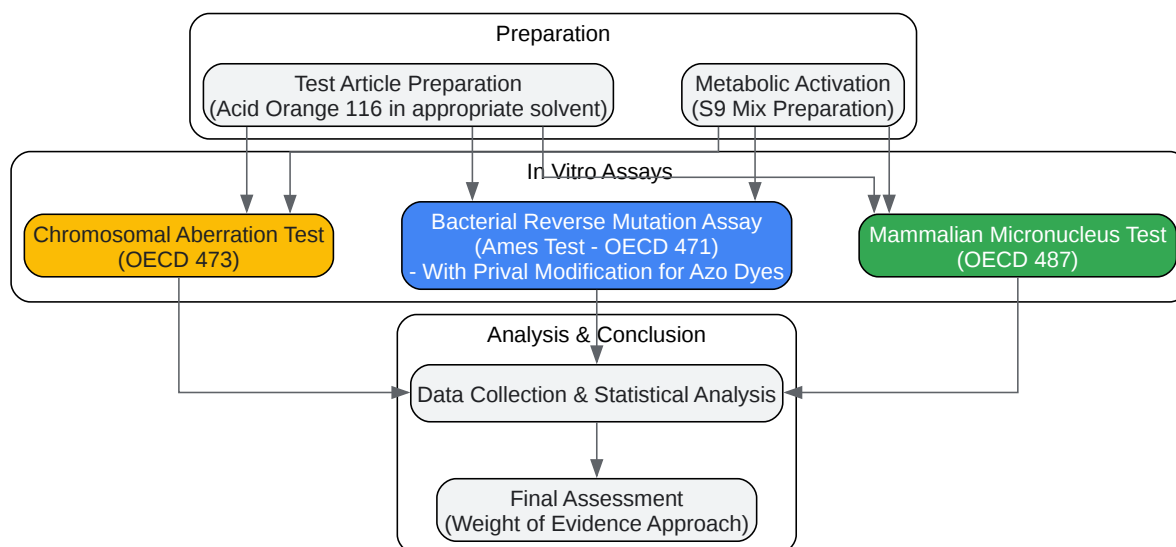 Preparation
Test Article Preparation
(Acid Orange 116 in appropriate solvent)
Metabolic Activation
(S9 Mix Preparation)
In Vitro Assays
Chromosomal Aberration Test
(OECD 473)
Bacterial Reverse Mutation Assay
(Ames Test - OECD 471)
- With Prival Modification for Azo Dyes
Mammalian Micronucleus Test
(OECD 487)
Analysis & Conclusion
Data Collection & Statistical Analysis
Final Assessment
(Weight of Evidence Approach)